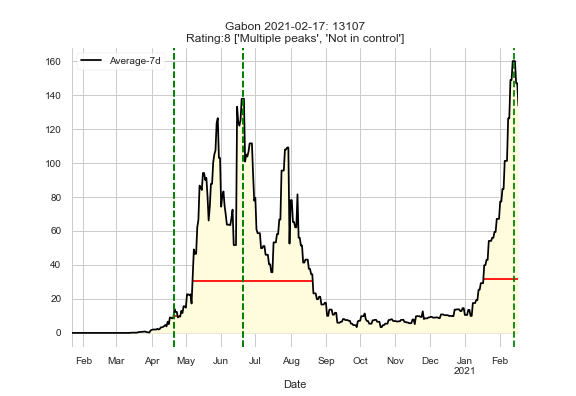 Gabon 2021-02-17: 13107
Rating:8 ['Multiple peaks', 'Not in control']
Average-7d
160
140
120
100
80
60
40
20
0
Feb Mar Apr May Jun Jul Aug Sep Oct Nov Dec Jan Feb
2021
Date